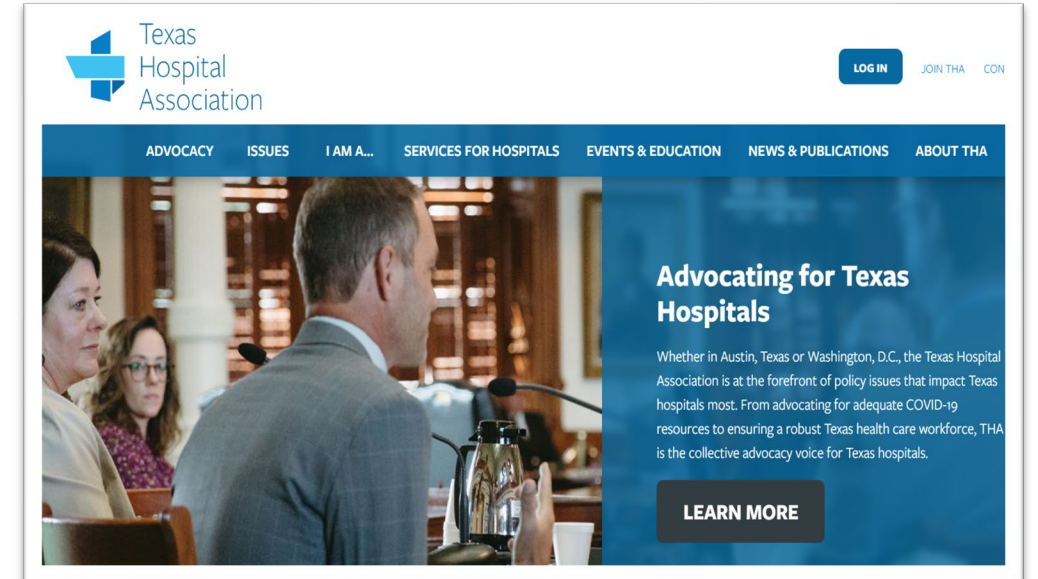 Texas
Hospital
Association
LOG IN
JOIN THA
CON
ADVOCACY ISSUES I AM A... SERVICES FOR HOSPITALS EVENTS & EDUCATION NEWS & PUBLICATIONS ABOUT THA
Advocating for Texas
Hospitals
Whether in Austin, Texas or Washington, D.C., the Texas Hospital
Association is at the forefront of policy issues that impact Texas
hospitals most. From advocating for adequate COVID-19
resources to ensuring a robust Texas health care workforce, THA
is the collective advocacy voice for Texas hospitals.
LEARN MORE